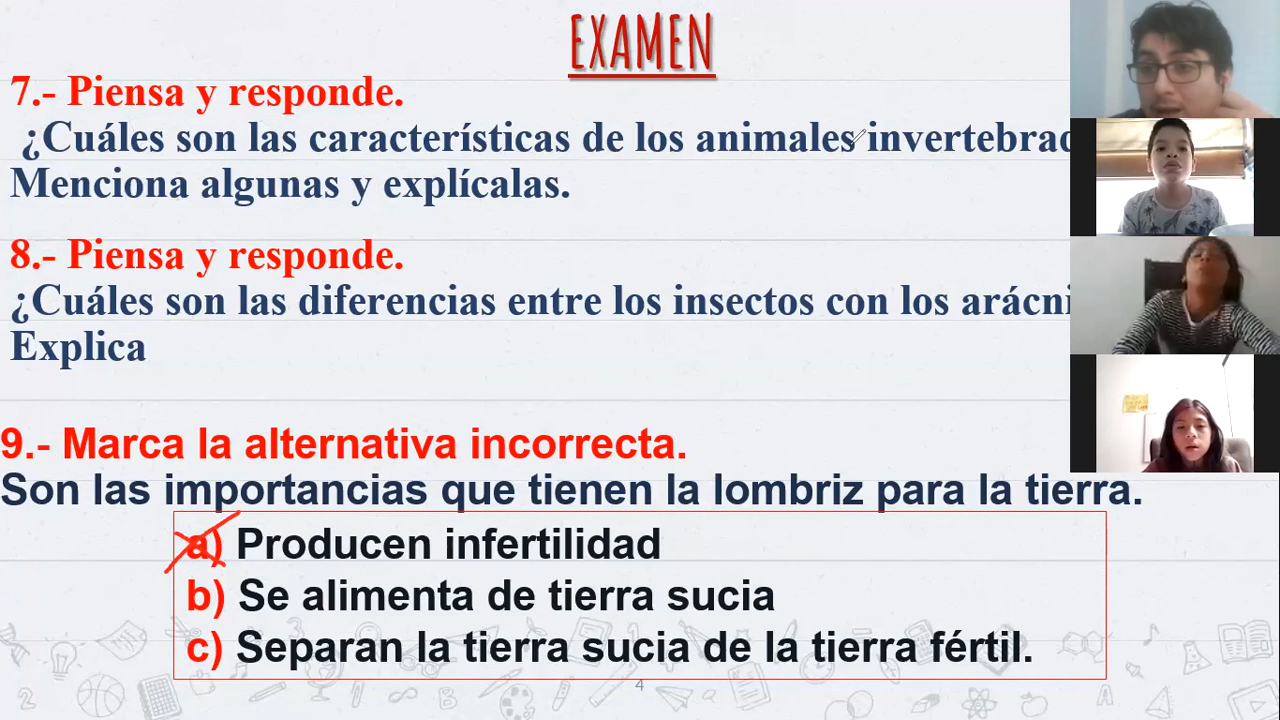 EXAMEN
7.- Piensa y responde.
¿Cuáles son las características de los animales invertebrad
Menciona algunas y explícalas.
8.- Piensa y responde.
¿Cuáles son las diferencias entre los insectos con los arácni
Explica
9.- Marca la alternativa incorrecta.
Son las importancias que tienen la lombriz para la tierra.
a) Producen infertilidad
b) Se alimenta de tierra sucia
c) Separan la tierra sucia de la tierra fértil.
4